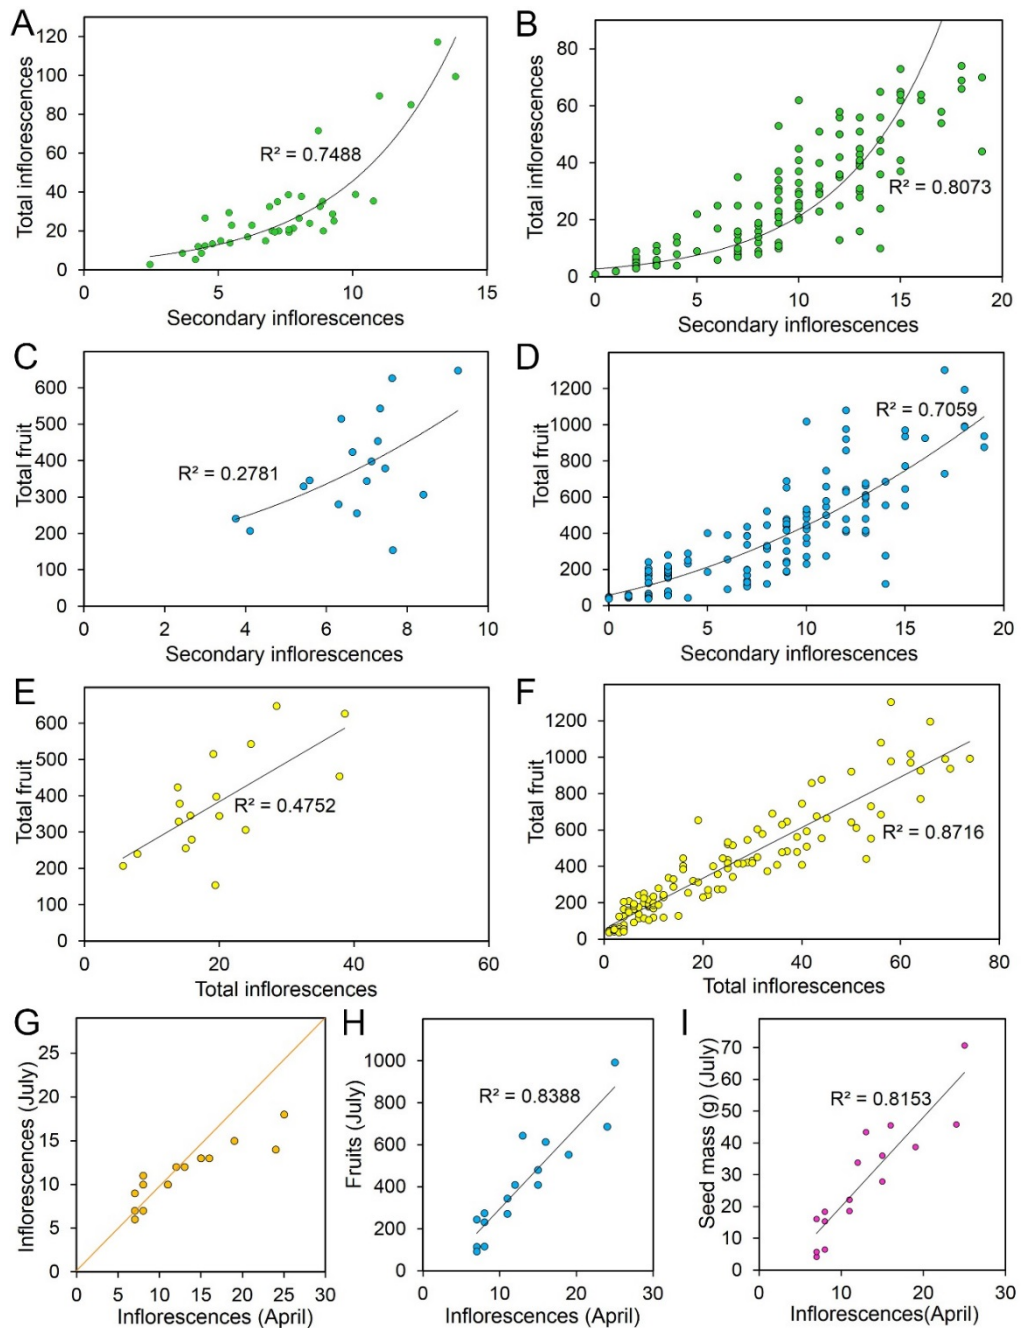 A
Total inflorescences
120
100
80
60
40
20
0
R² = 0.7488
0 5 10 15
Secondary inflorescences
B
Total inflorescences
80
60
40
20
0
R² = 0.8073
0 5 10 15 20
Secondary inflorescences
C
Total fruit
600
500
400
300
200
100
0
R² = 0.2781
0 2 4 6 8 10
Secondary inflorescences
D
Total fruit
1200
1000
800
600
400
200
0
R² = 0.7059
0 5 10 15 20
Secondary inflorescences
E
Total fruit
600
500
400
300
200
100
0
R² = 0.4752
0 20 40 60
Total inflorescences
F
Total fruit
1200
1000
800
600
400
200
0
R² = 0.8716
0 20 40 60 80
Total inflorescences
G
Inflorescences (July)
25
20
15
10
5
0
0 5 10 15 20 25 30
Inflorescences (April)
H
Fruits (July)
1000
800
600
400
200
0
R² = 0.8388
0 10 20 30
Inflorescences (April)
I
Seed mass (g) (July)
70
60
50
40
30
20
10
0
R² = 0.8153
0 10 20 30
Inflorescences(April)